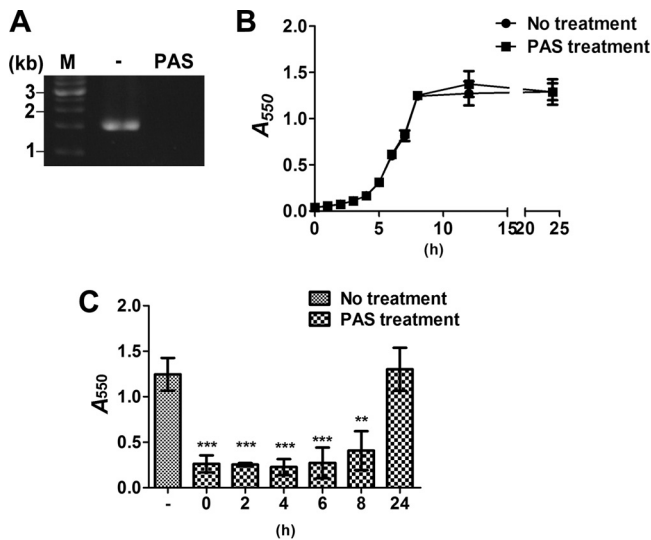 A
(kb) M - PAS
3
2
1
B
No treatment
PAS treatment
A550
2.0
1.5
1.0
0.5
0.0
0 5 10 15 20 25
(h)
C
No treatment
PAS treatment
A550
2.0
1.5
1.0
0.5
0.0
*** *** *** *** **
- 0 2 4 6 8 24
(h)